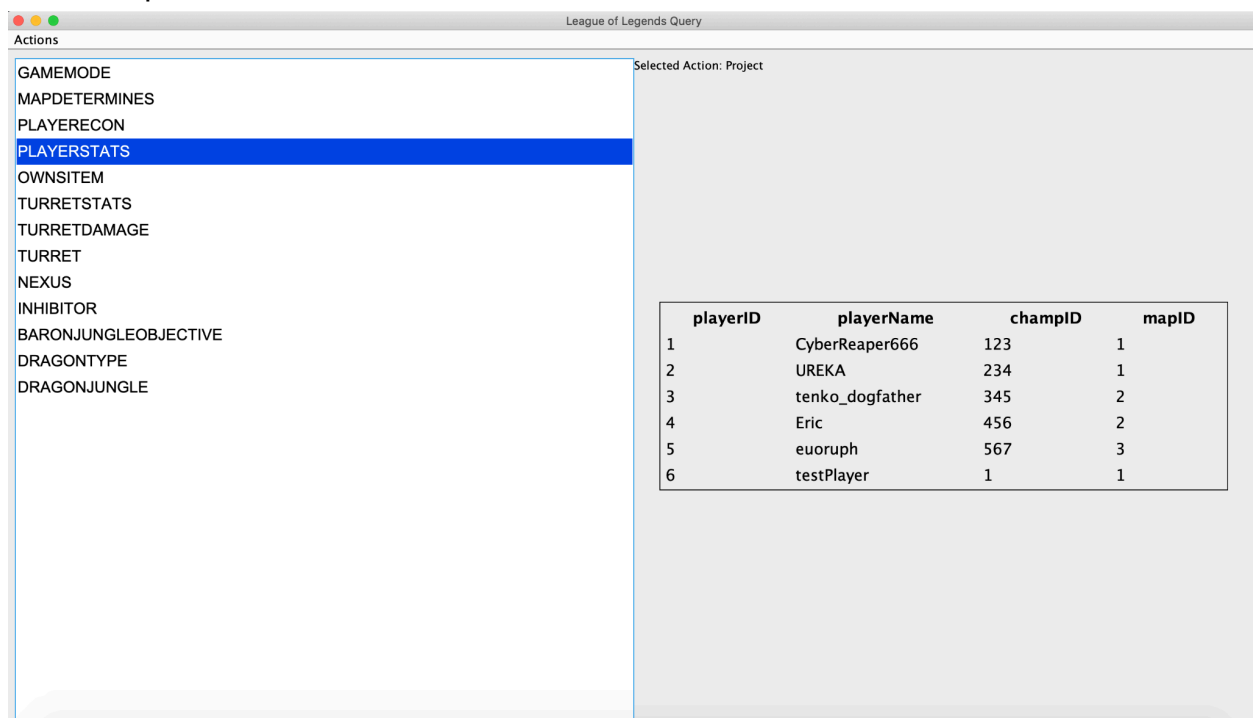 League of Legends Query
Actions
GAMEMODE
MAPDETERMINES
PLAYERECON
PLAYERSTATS
OWNSITEM
TURRETSTATS
TURRETDAMAGE
TURRET
NEXUS
INHIBITOR
BARONJUNGLEOBJECTIVE
DRAGONTYPE
DRAGONJUNGLE
Selected Action: Project
playerID playerName champID mapID
1 CyberReaper666 123 1
2 UREKA 234 1
3 tenko_dogfather 345 2
4 Eric 456 2
5 euoruph 567 3
6 testPlayer 1 1